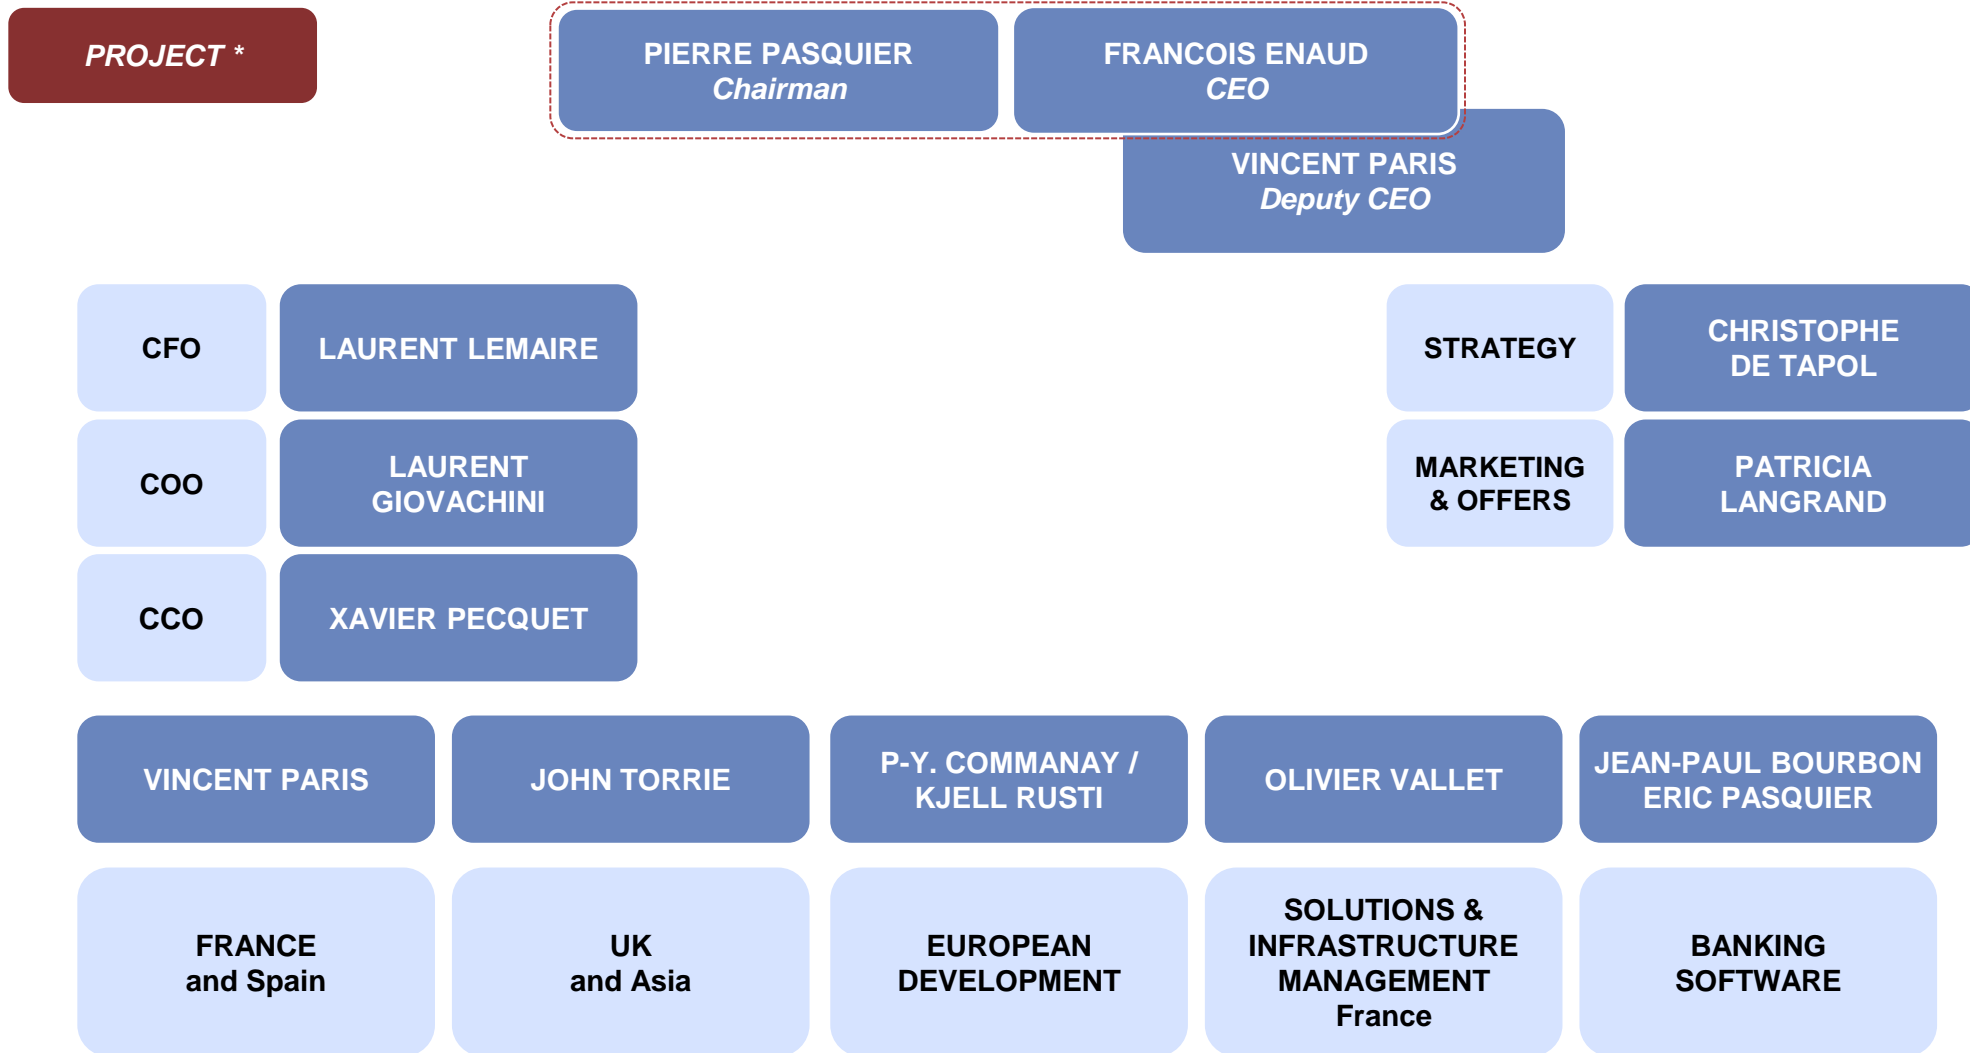 PROJECT *
PIERRE PASQUIER
Chairman
FRANCOIS ENAUD
CEO
VINCENT PARIS
Deputy CEO
CFO
LAURENT LEMAIRE
STRATEGY
CHRISTOPHE
DE TAPOL
COO
LAURENT
GIOVACHINI
MARKETING
& OFFERS
PATRICIA
LANGRAND
CCO
XAVIER PECQUET
VINCENT PARIS
JOHN TORRIE
P-Y. COMMANAY /
KJELL RUSTI
OLIVIER VALLET
JEAN-PAUL BOURBON
ERIC PASQUIER
FRANCE
and Spain
UK
and Asia
EUROPEAN
DEVELOPMENT
SOLUTIONS &
INFRASTRUCTURE
MANAGEMENT
France
BANKING
SOFTWARE